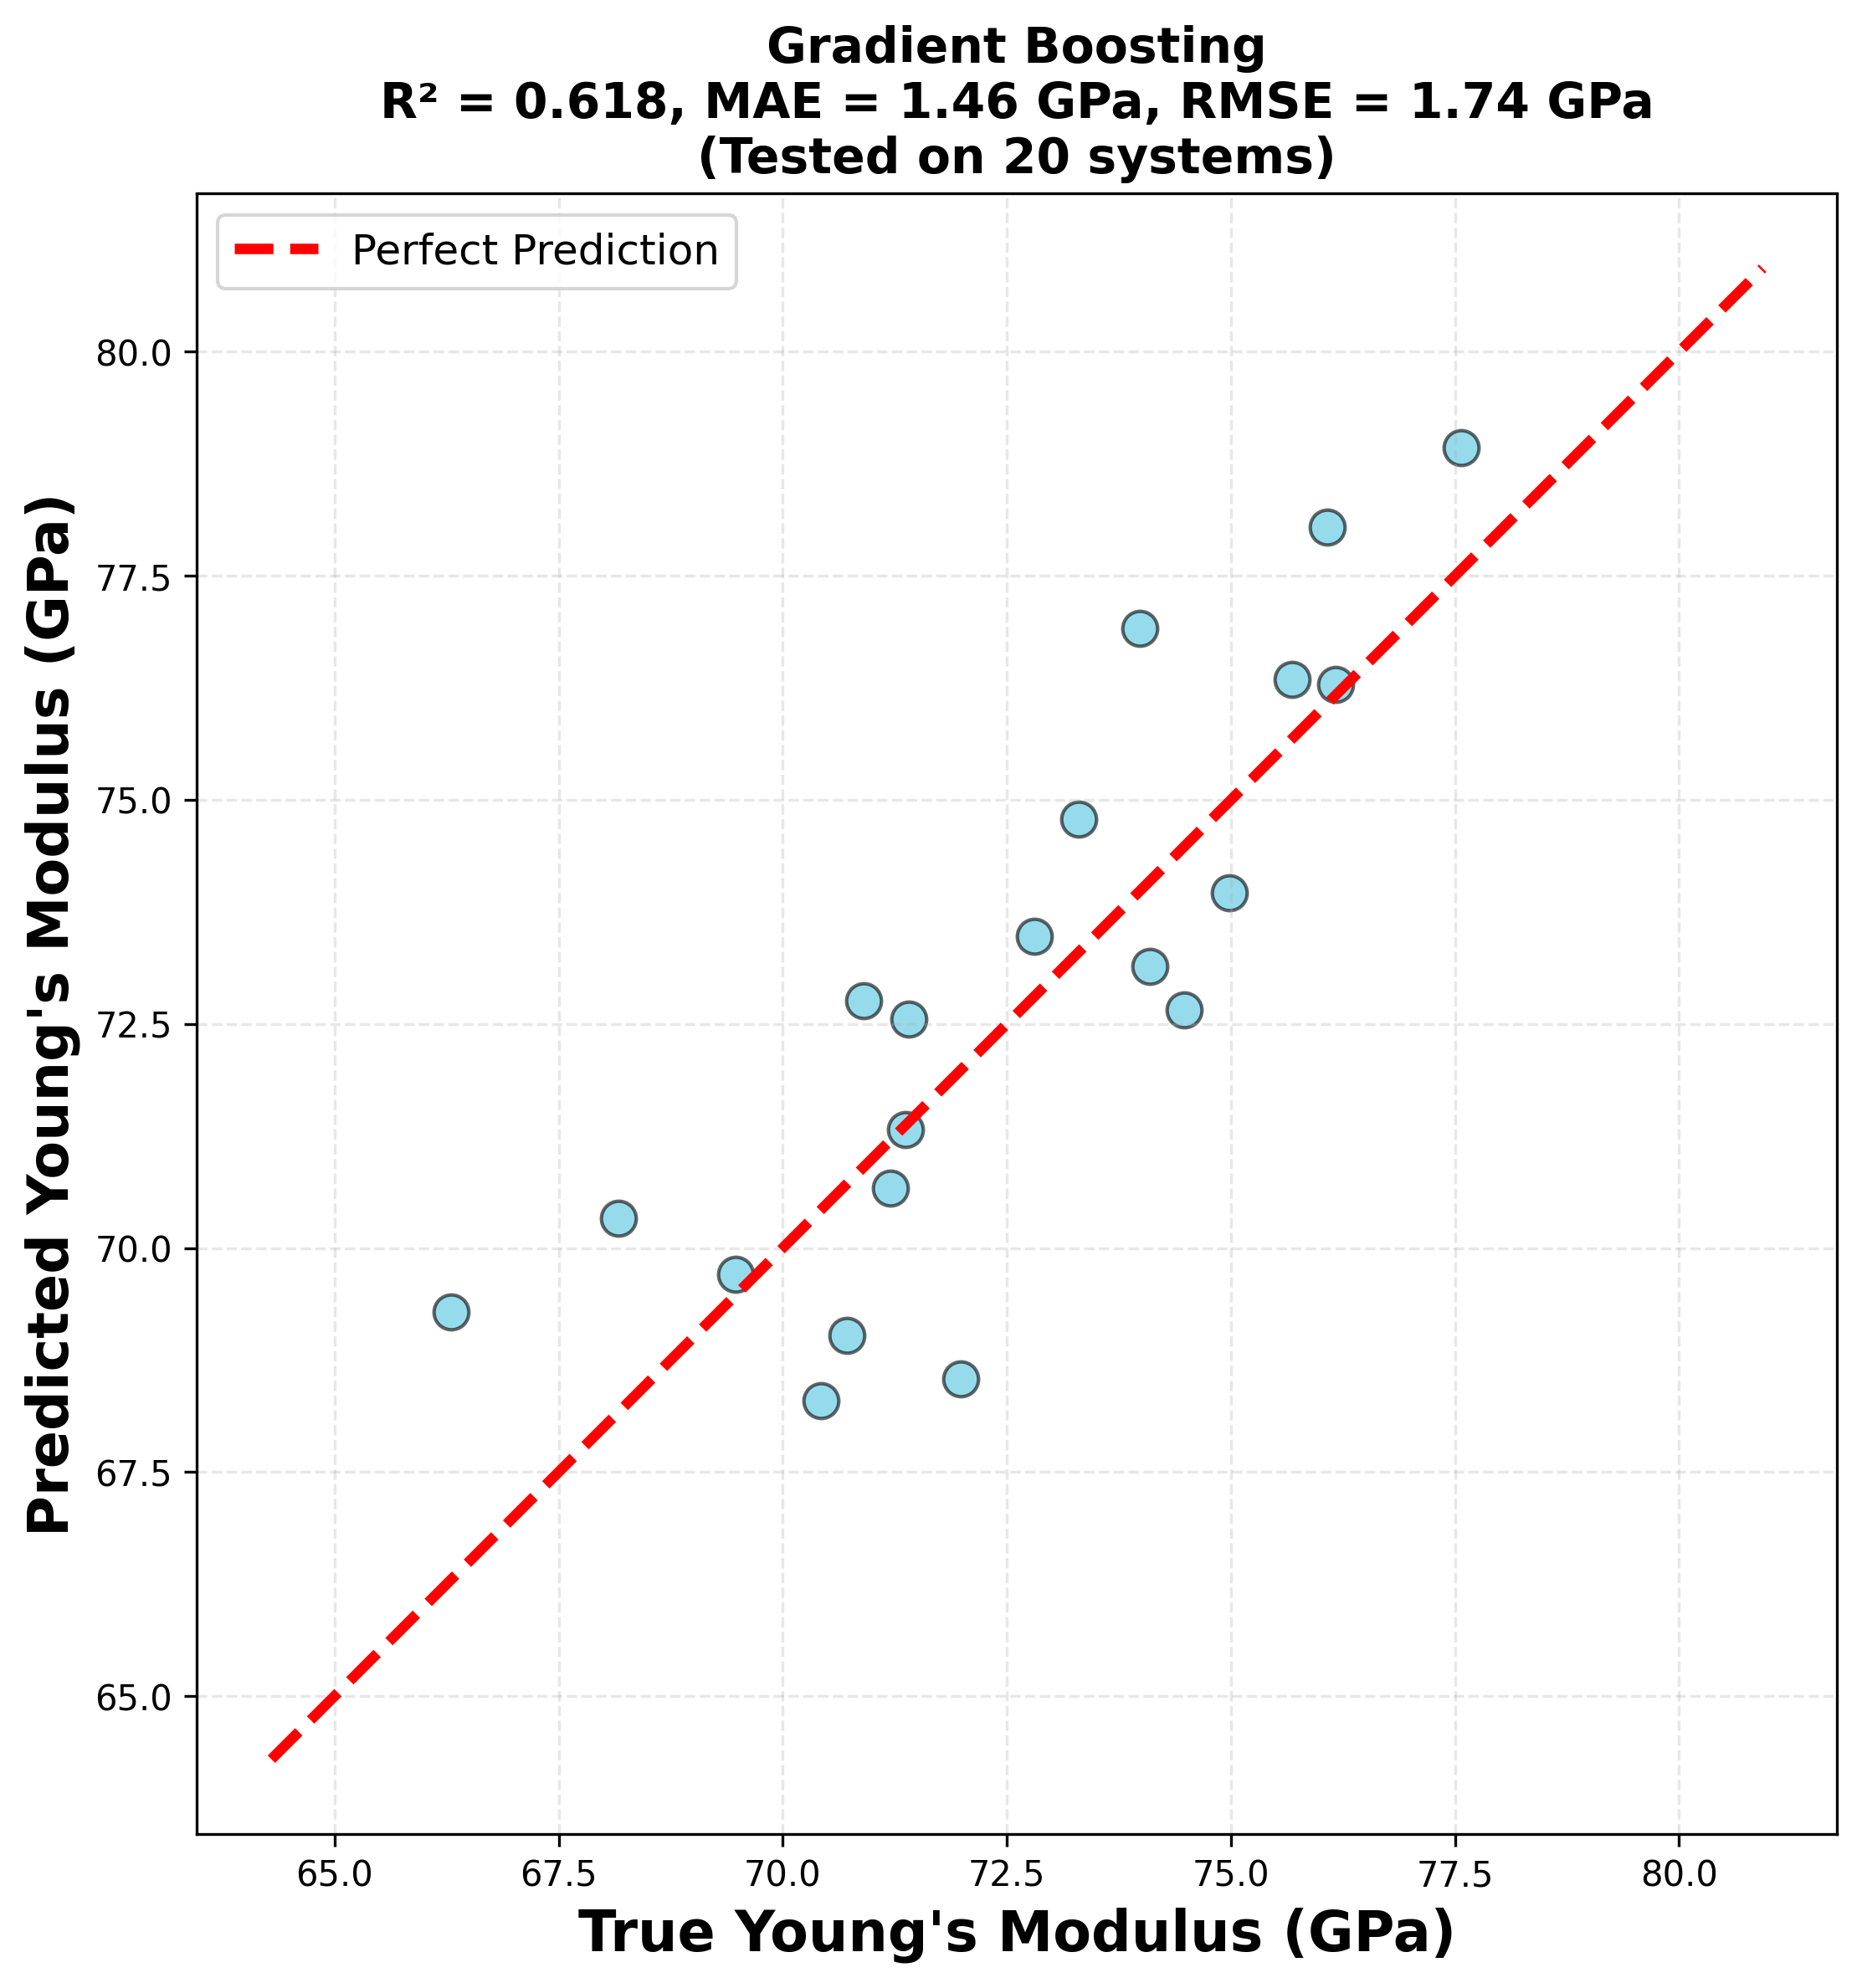 Gradient Boosting
R² = 0.618, MAE = 1.46 GPa, RMSE = 1.74 GPa
(Tested on 20 systems)
Perfect Prediction
Predicted Young's Modulus (GPa)
80.0
77.5
75.0
72.5
70.0
67.5
65.0
65.0 67.5 70.0 72.5 75.0 77.5 80.0
True Young's Modulus (GPa)